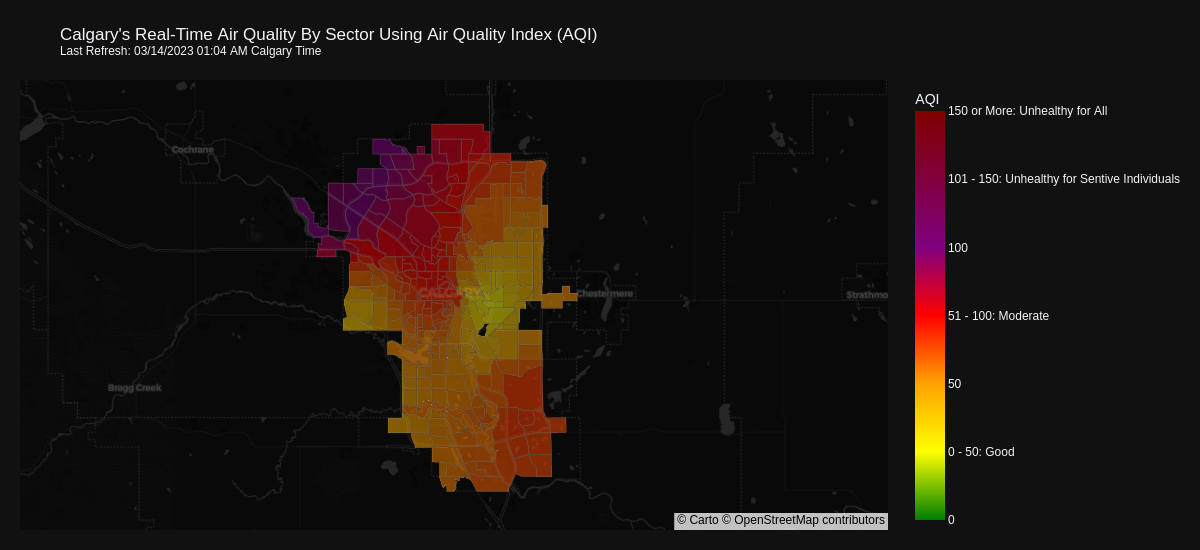 Calgary's Real-Time Air Quality By Sector Using Air Quality Index (AQI)
Last Refresh: 03/14/2023 01:04 AM Calgary Time
AQI
150 or More: Unhealthy for All
Cochrane
101 - 150: Unhealthy for Sentive Individuals
100
CALGARY
Chestermere
Strathmo
51 - 100: Moderate
Bragg Creek
50
0 - 50: Good
© Carto © OpenStreetMap contributors
0